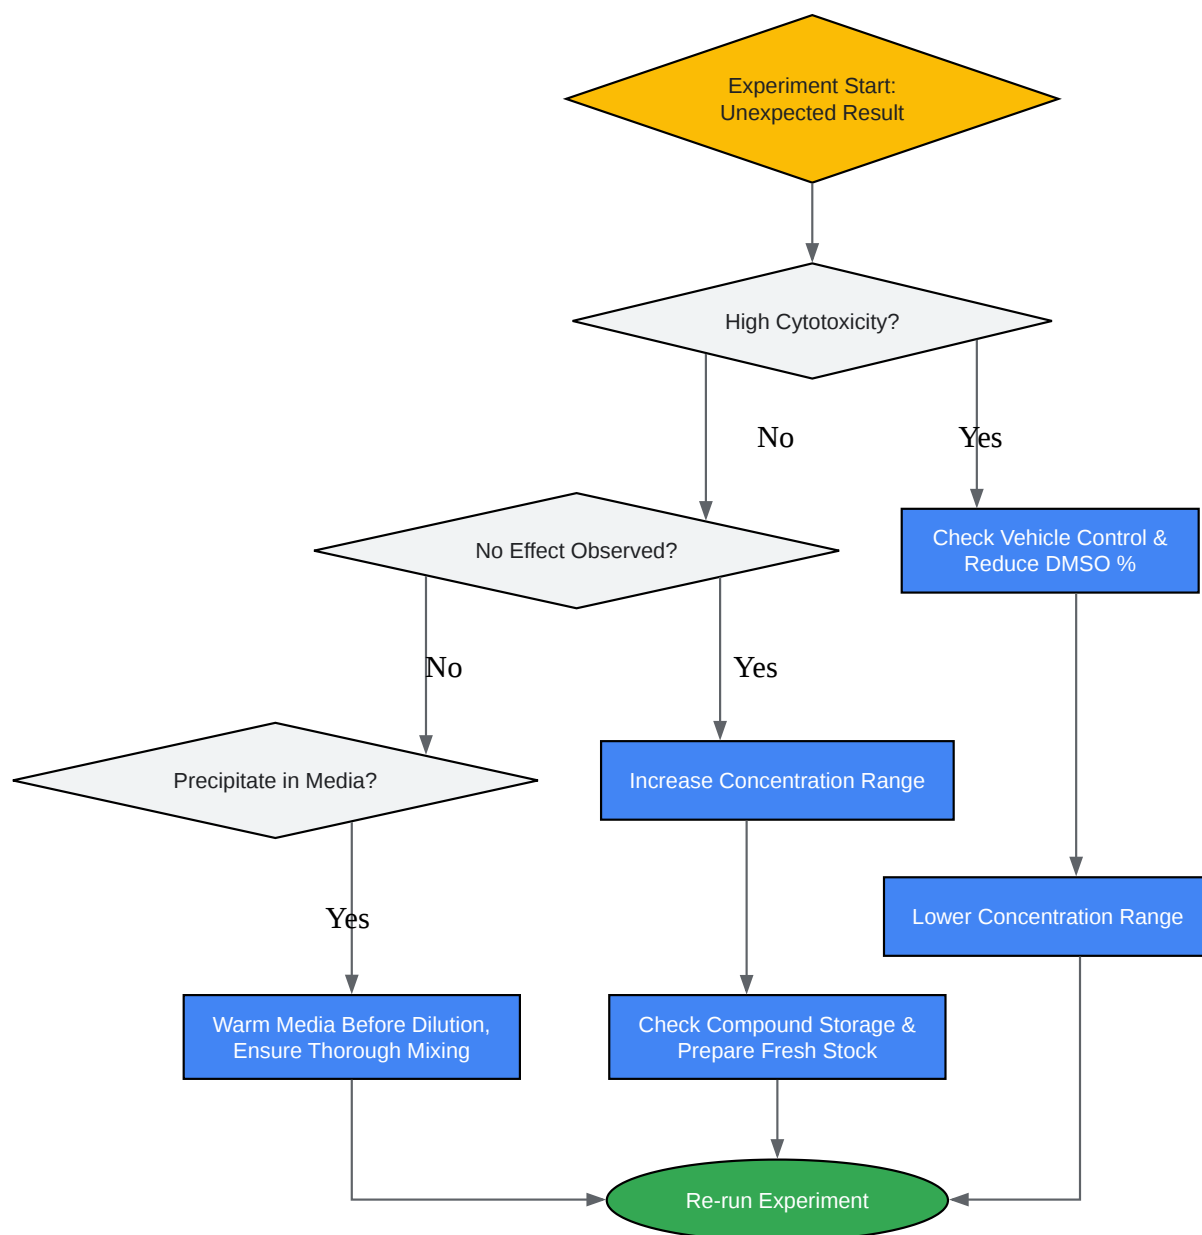 Experiment Start:
Unexpected Result
High Cytotoxicity?
No
Yes
No Effect Observed?
Check Vehicle Control &
Reduce DMSO %
No
Yes
Precipitate in Media?
Increase Concentration Range
Yes
Lower Concentration Range
Warm Media Before Dilution,
Ensure Thorough Mixing
Check Compound Storage &
Prepare Fresh Stock
Re-run Experiment